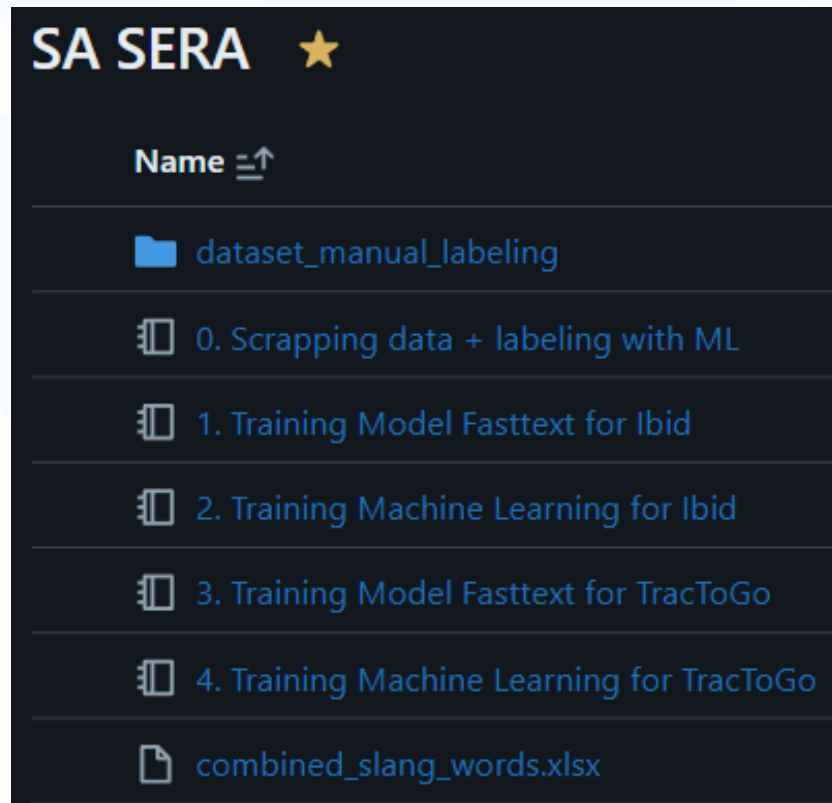 SA SERA
Name
dataset_manual_labeling
0. Scrapping data + labeling with ML
1. Training Model Fasttext for Ibid
2. Training Machine Learning for Ibid
3. Training Model Fasttext for TracToGo
4. Training Machine Learning for TracToGo
combined_slang_words.xlsx